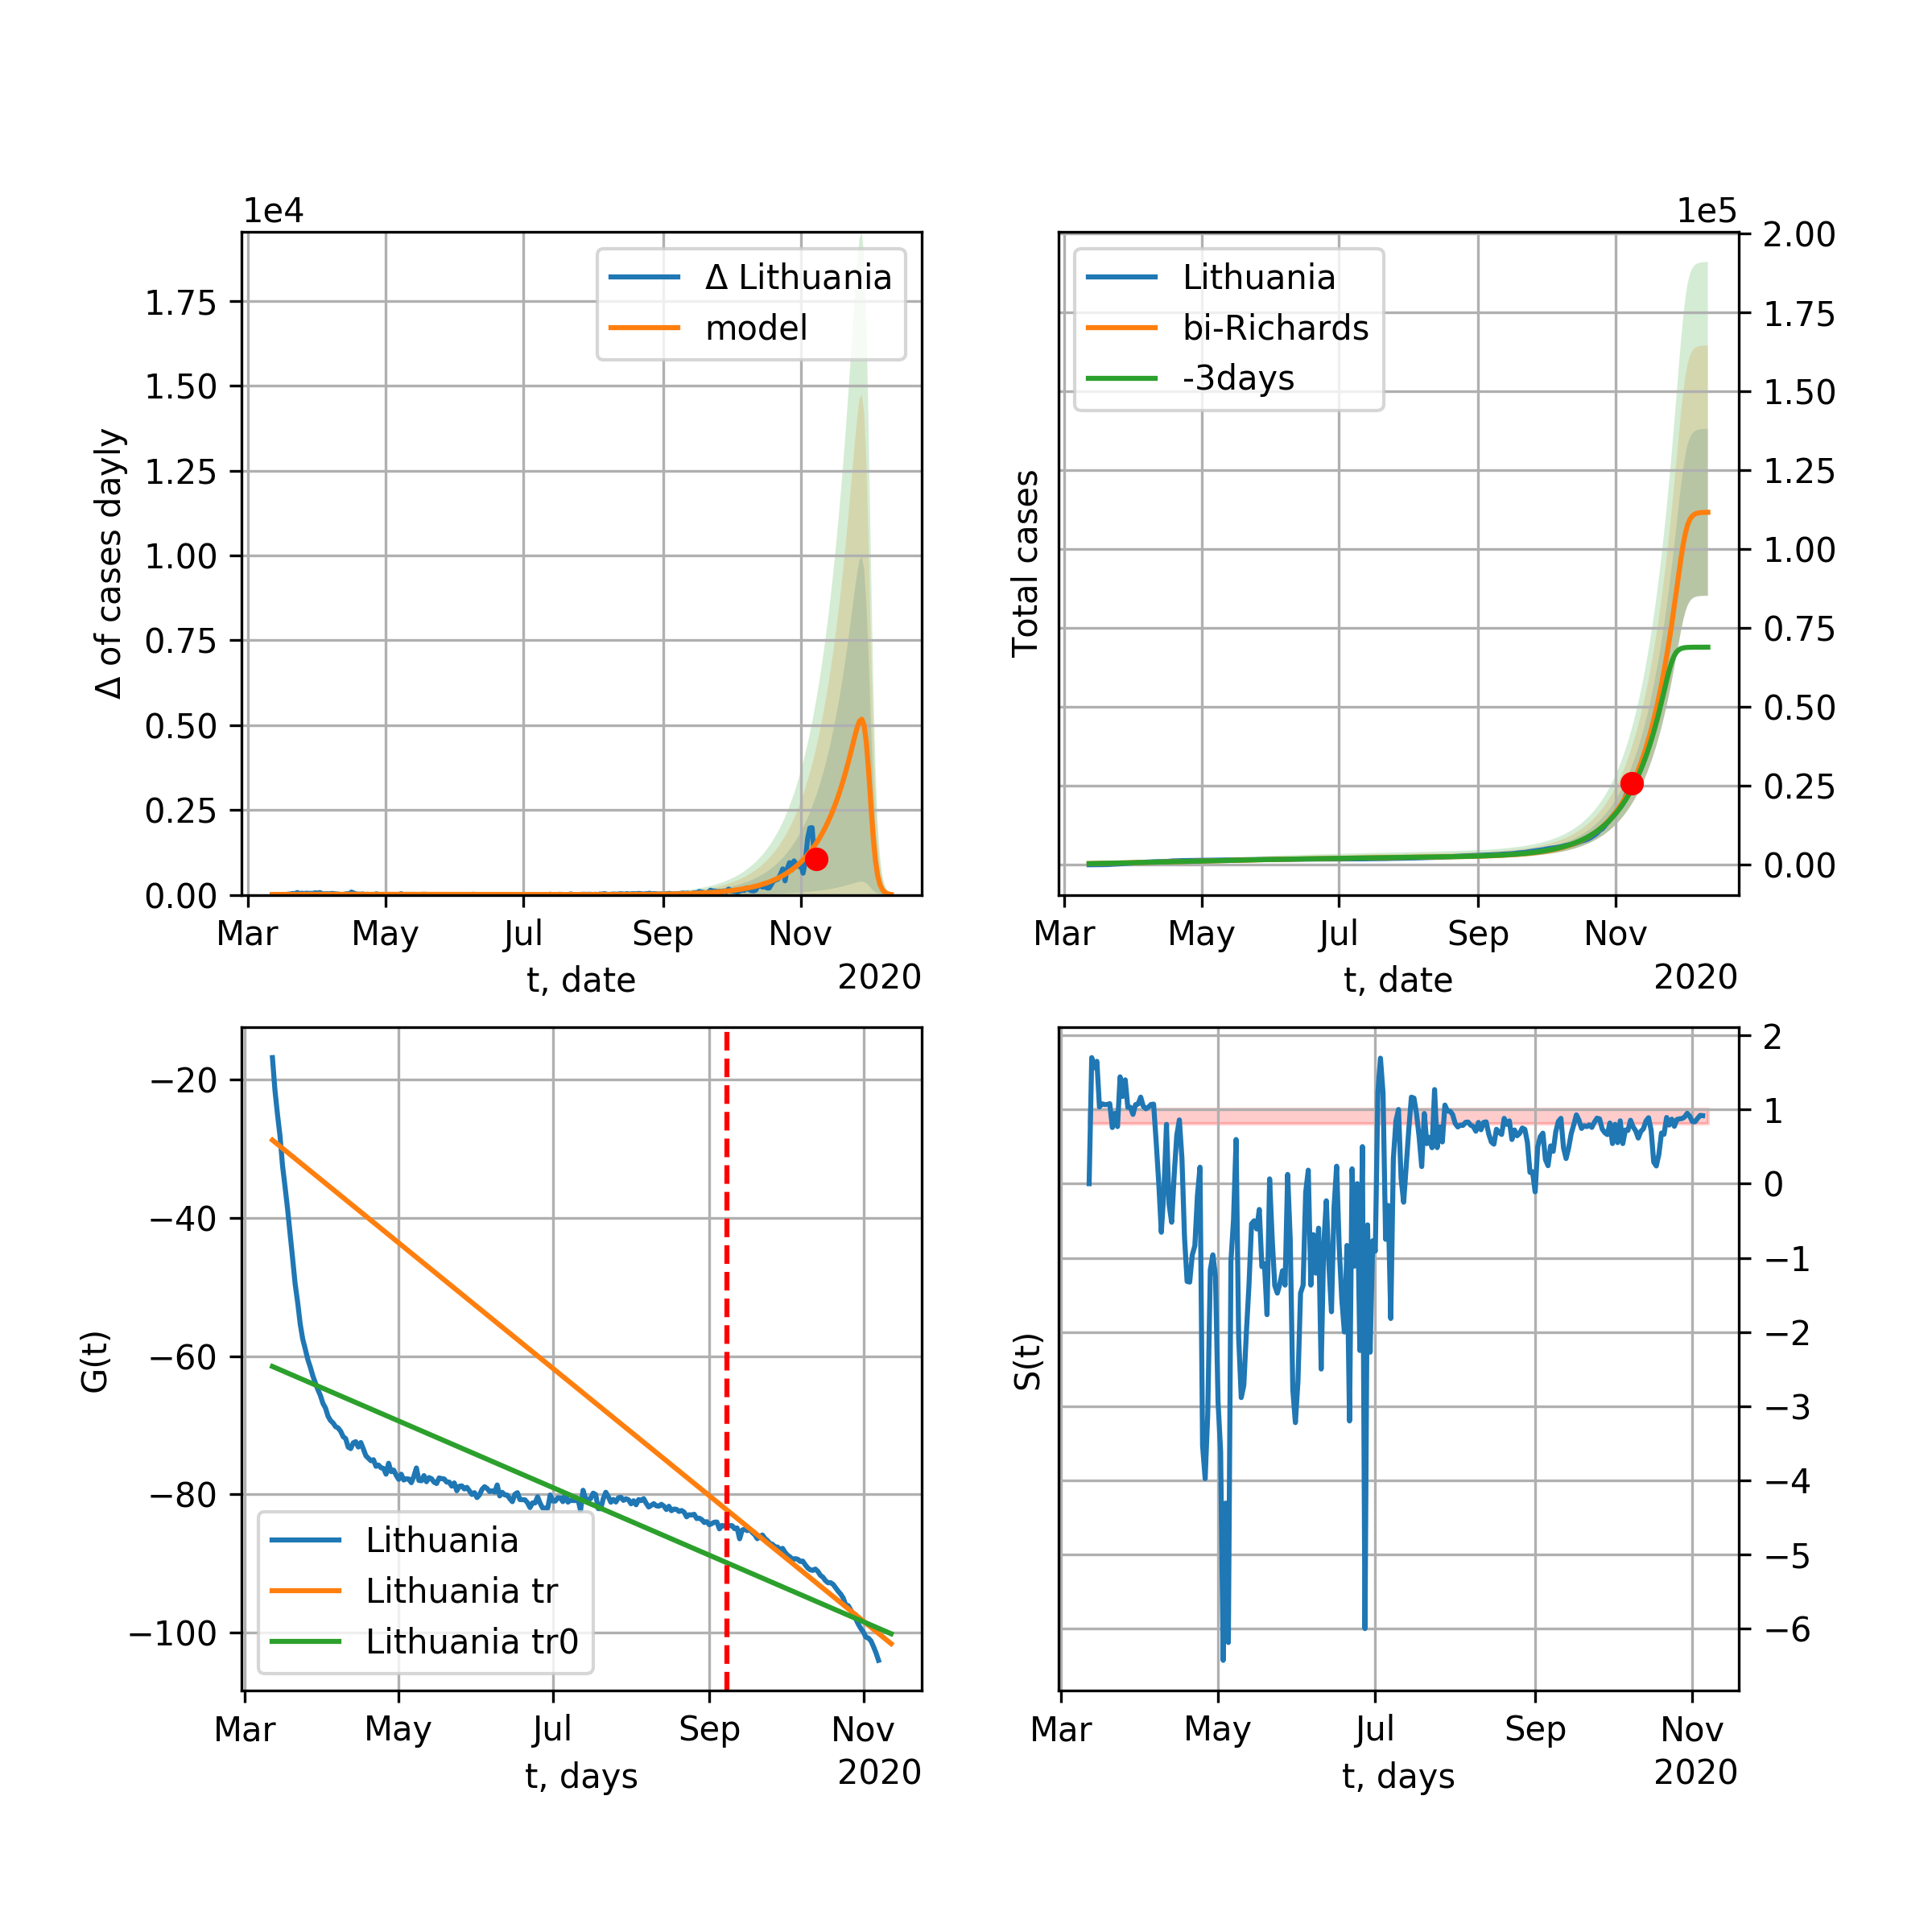 1e4
Δ Lithuania
model
1.75
1.50
1.25
1.00
0.75
0.50
0.25
0.00
Δ of cases dayly
Mar May Jul Sep Nov
t, date
2020
1e5
Lithuania
bi-Richards
-3days
2.00
1.75
1.50
1.25
1.00
0.75
0.50
0.25
0.00
Total cases
Mar May Jul Sep Nov
t, date
2020
−20
−40
−60
−80
−100
G(t)
Lithuania
Lithuania tr
Lithuania tr0
Mar May Jul Sep Nov
t, days
2020
2
1
0
−1
−2
−3
−4
−5
−6
S(t)
Mar May Jul Sep Nov
t, days
2020